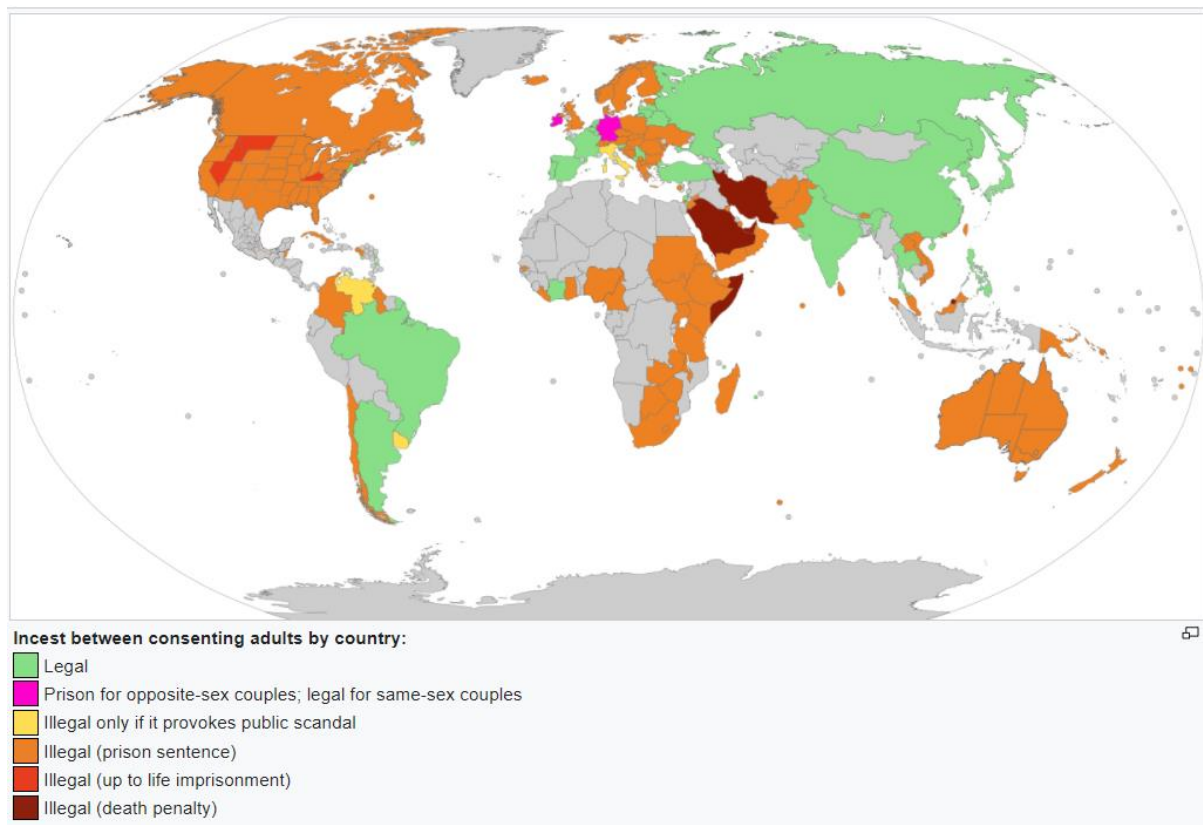 Incest between consenting adults by country:
Legal
Prison for opposite-sex couples; legal for same-sex couples
Illegal only if it provokes public scandal
Illegal (prison sentence)
Illegal (up to life imprisonment)
Illegal (death penalty)